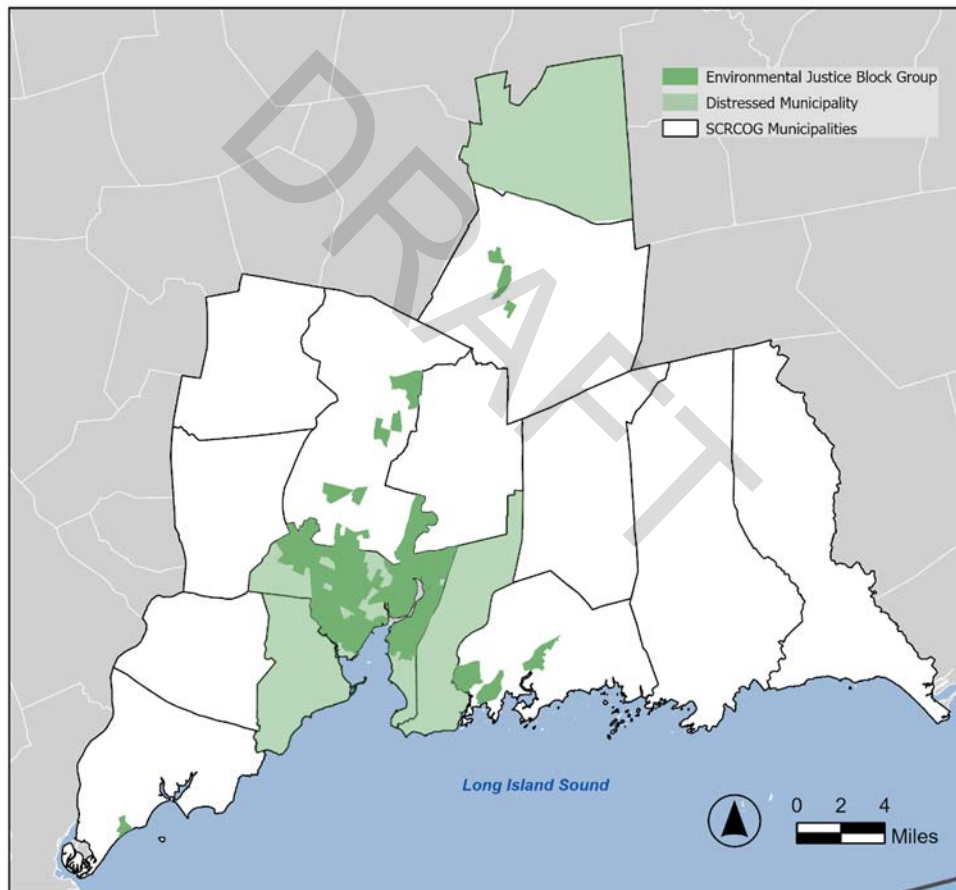 DRAFT
Environmental Justice Block Group
Distressed Municipality
SCRCOG Municipalities
Long Island Sound
0 2 4
Miles